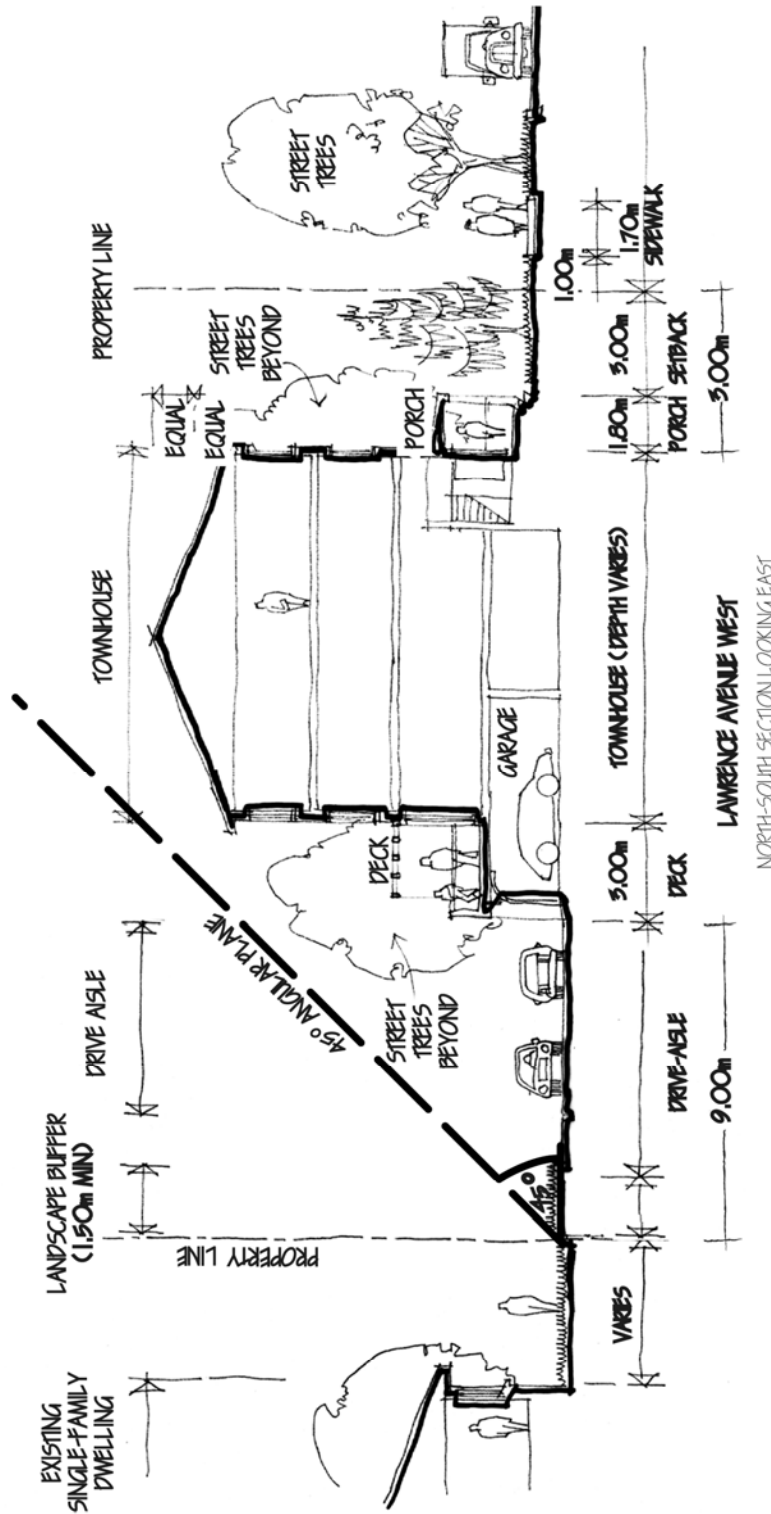 EXISTING
SINGLE-FAMILY
DWELLING
LANDSCAPE BUFFER
(1.50m MIN)
DRIVE AISLE
TOWNHOUSE
PROPERTY LINE
PROPERTY LINE
45° ANGULAR PLANE
45°
STREET
TREES
BEYOND
DECK
GARAGE
EQUAL
EQUAL
STREET
TREES
BEYOND
PORCH
STREET
TREES
VARIES
DRIVE-AISLE
9.00m
3.00m
DECK
TOWNHOUSE (DEPTH VARIES)
1.80m
PORCH
3.00m
SETBACK
3.00m
1.00m
1.70m
SIDEWALK
LAWRENCE AVENUE WEST
NORTH-SOUTH SECTION LOOKING EAST